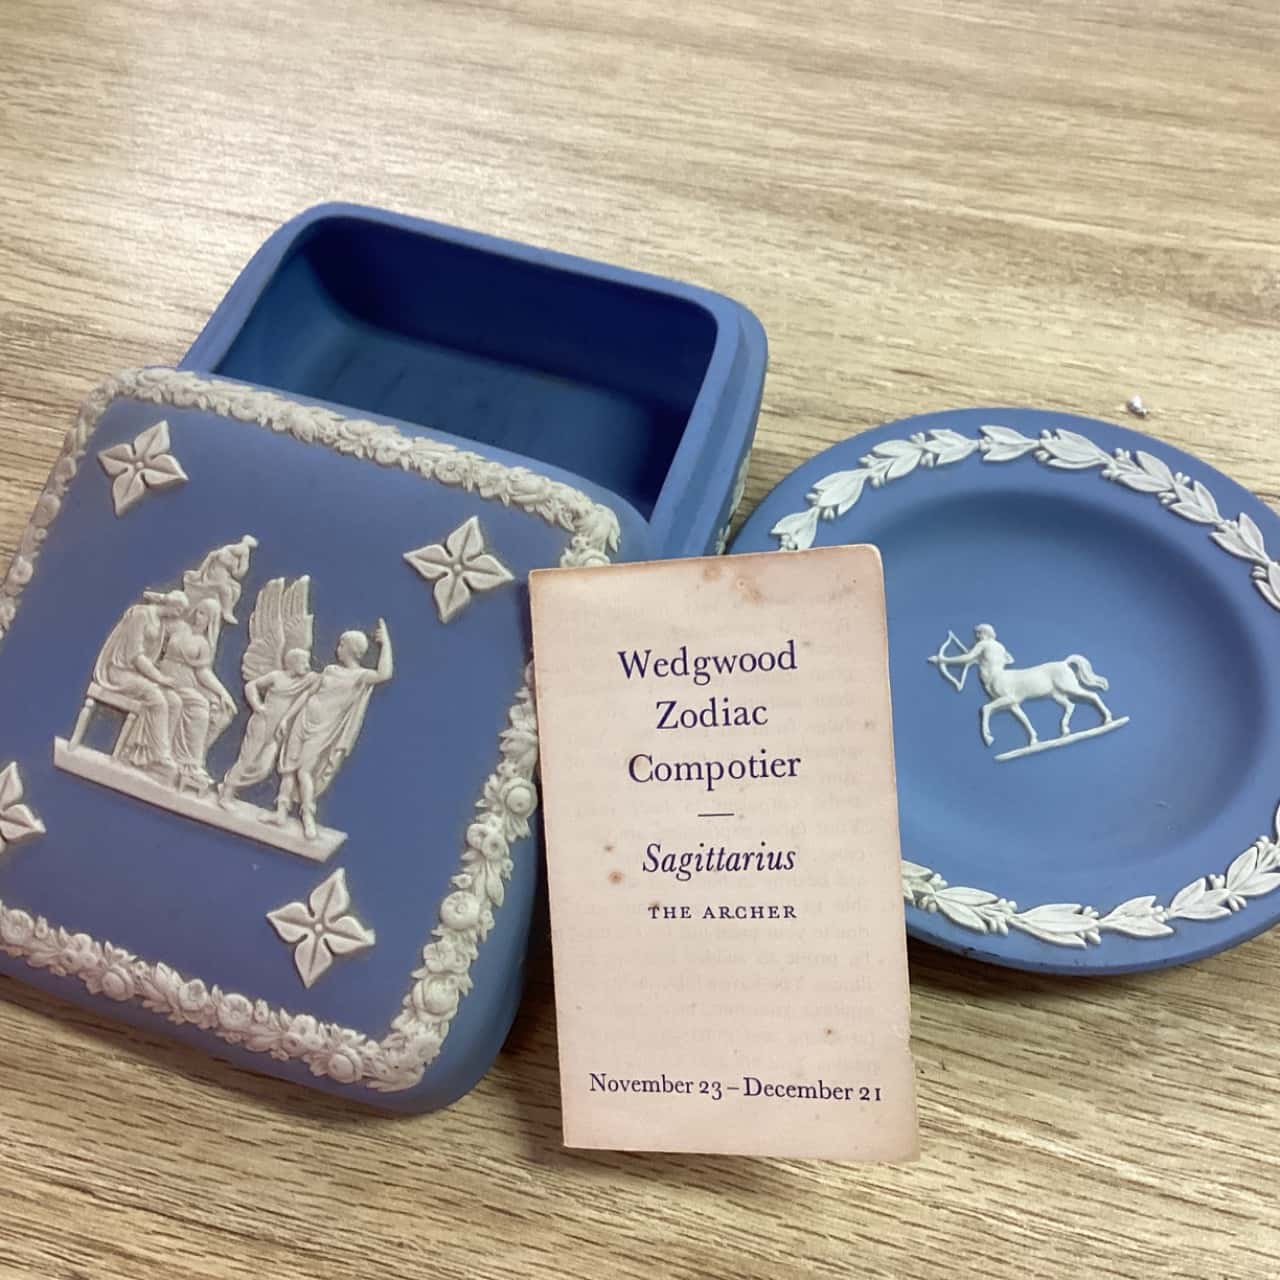 Wedgwood
Zodiac
Compotier
Sagittarius
THE ARCHER
November 23–December 21